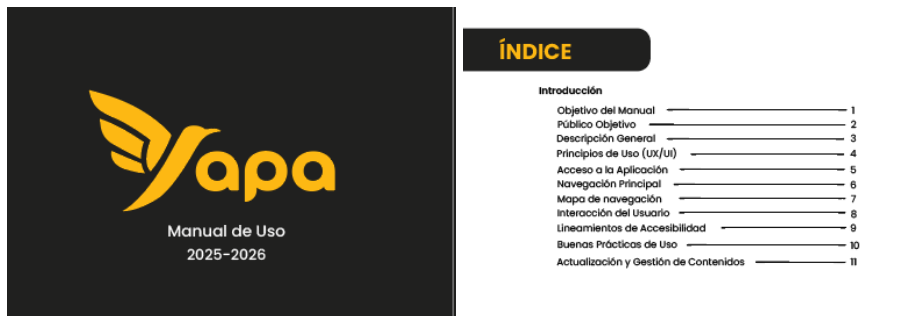 Yapa
Manual de Uso
2025-2026
ÍNDICE
Introducción
Objetivo del Manual 1
Público Objetivo 2
Descripción General 3
Principios de Uso (UX/UI) 4
Acceso a la Aplicación 5
Navegación Principal 6
Mapa de navegación 7
Interacción del Usuario 8
Lineamientos de Accesibilidad 9
Buenas Prácticas de Uso 10
Actualización y Gestión de Contenidos 11